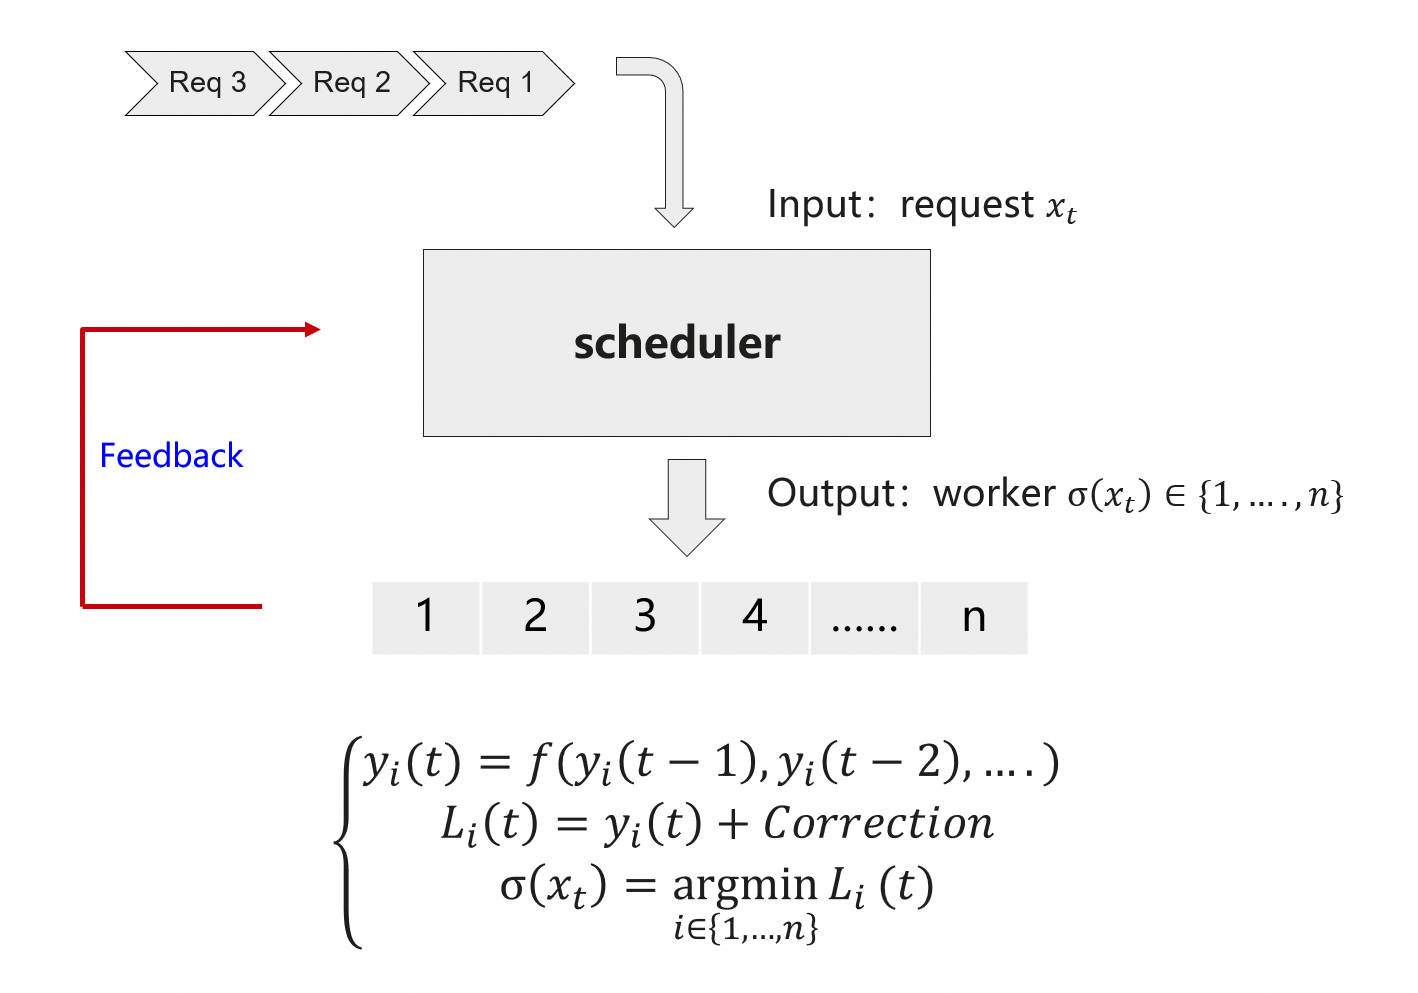 Req 3 Req 2 Req 1
Input：request xₜ
scheduler
Feedback
Output：worker σ(xₜ) ∈ {1, … . , n}
1 2 3 4 …… n
yᵢ(t) = f(yᵢ(t − 1), yᵢ(t − 2), … . )
Lᵢ(t) = yᵢ(t) + Correction
σ(xₜ) = argmin Lᵢ (t)
i∈{1,…,n}